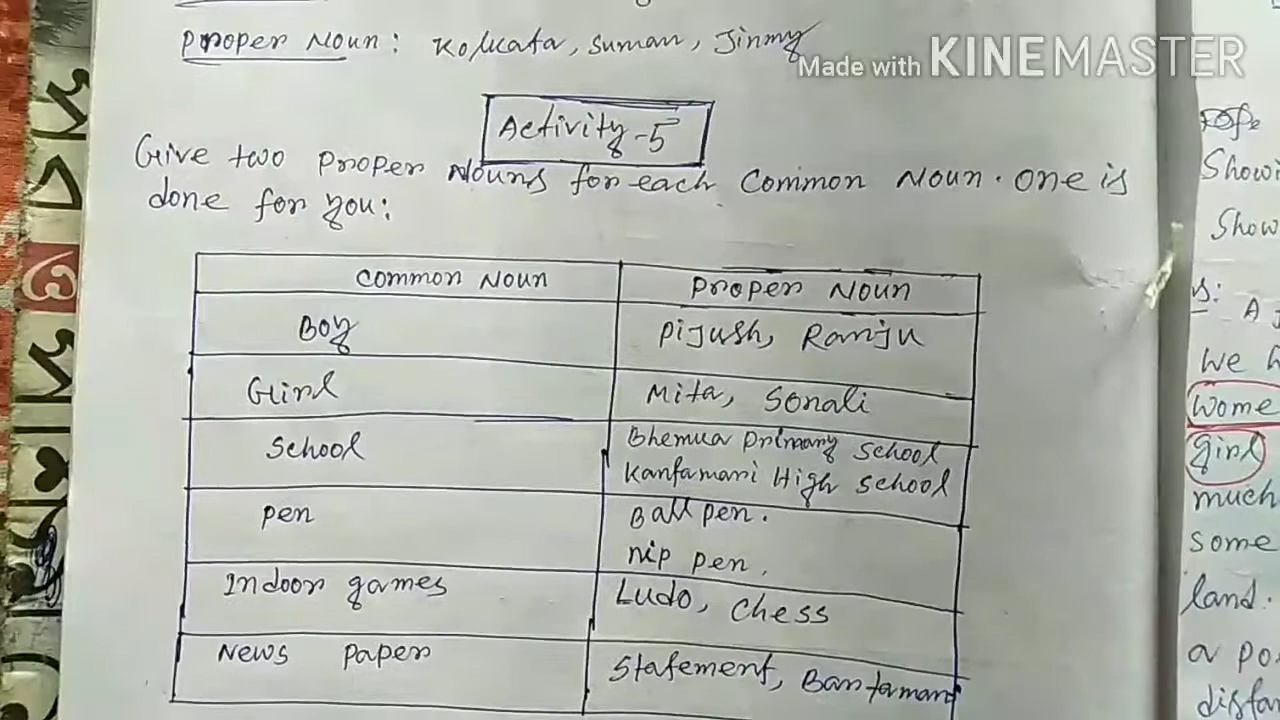 Proper Noun: Kolkata, Suman, Jinmy
Made with KINEMASTER
Activity-5
Give two proper Nouns for each Common Noun. One is
done for you:
Common Noun Proper Noun
Boy Pijush, Ranju
Girl Mita, Sonali
School Bhemua Primary School
Kantamari High School
Pen Ball pen.
nip pen,
Indoor games Ludo, Chess
News Paper Statement, Bartaman
Showi
Show
s: A
we h
wome
girl
much
some
land.
a po
distan